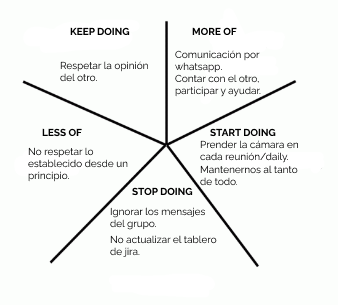 KEEP DOING
Respetar la opinión
del otro.
MORE OF
Comunicación por
whatsapp.
Contar con el otro,
participar y ayudar.
LESS OF
No respetar lo
establecido desde un
principio.
START DOING
Prender la cámara en
cada reunión/daily.
Mantenernos al tanto
de todo.
STOP DOING
Ignorar los mensajes
del grupo.
No actualizar el tablero
de jira.